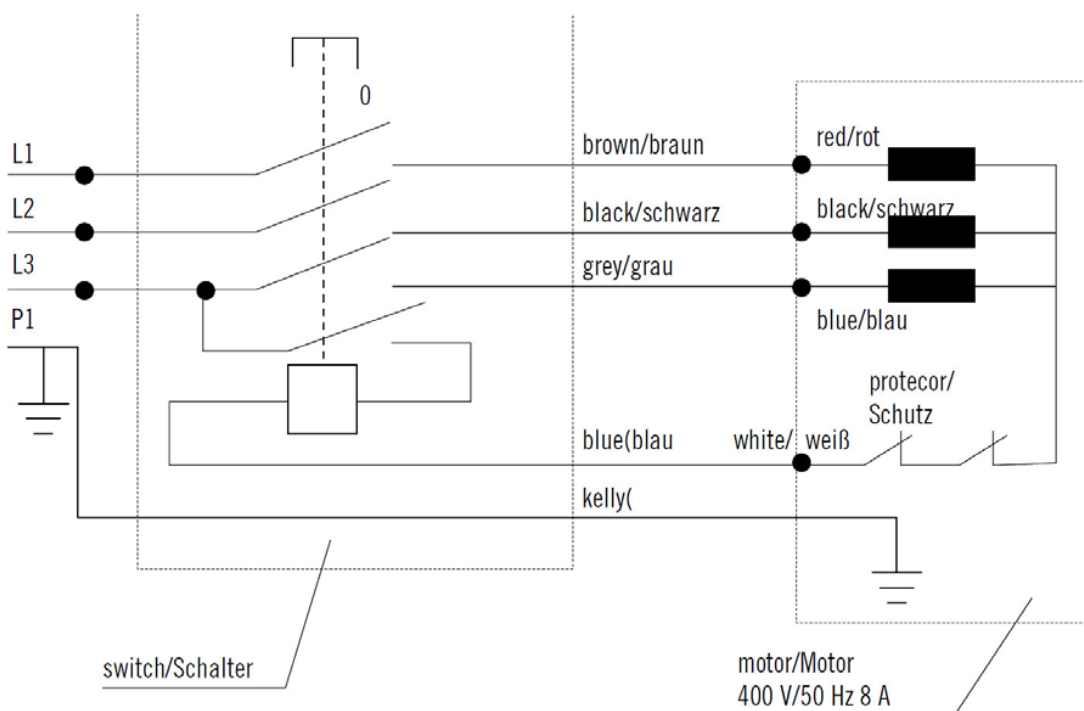 0
L1
brown/braun
red/rot
L2
black/schwarz
black/schwarz
L3
grey/grau
P1
blue/blau
protecor/
Schutz
blue(blau
white/ weiß
kelly(
switch/Schalter
motor/Motor
400 V/50 Hz 8 A